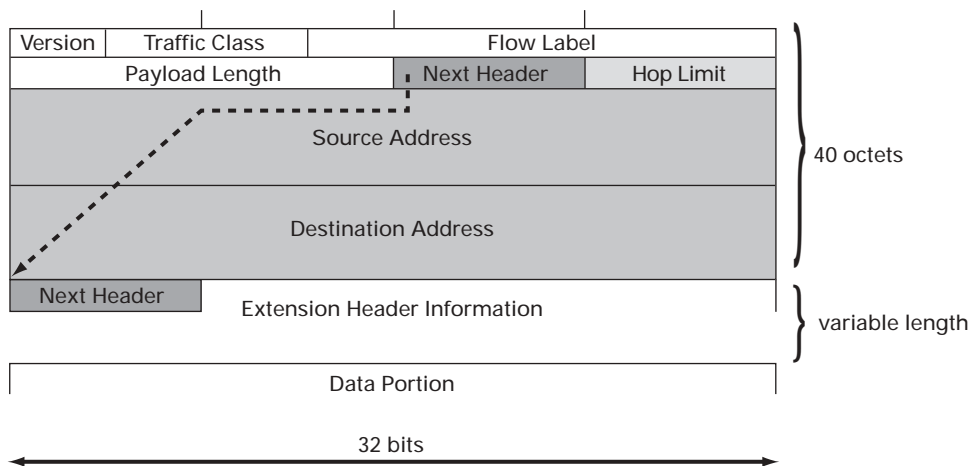 Version Traffic Class Flow Label
Payload Length Next Header Hop Limit
Source Address
40 octets
Destination Address
Next Header
Extension Header Information
variable length
Data Portion
32 bits